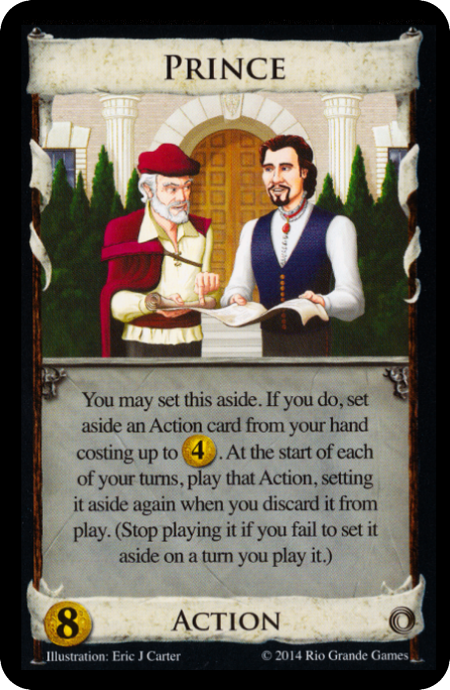 PRINCE
You may set this aside. If you do, set
aside an Action card from your hand
costing up to 4. At the start of each
of your turns, play that Action, setting
it aside again when you discard it from
play. (Stop playing it if you fail to set it
aside on a turn you play it.)
8 ACTION
Illustration: Eric J Carter © 2014 Rio Grande Games